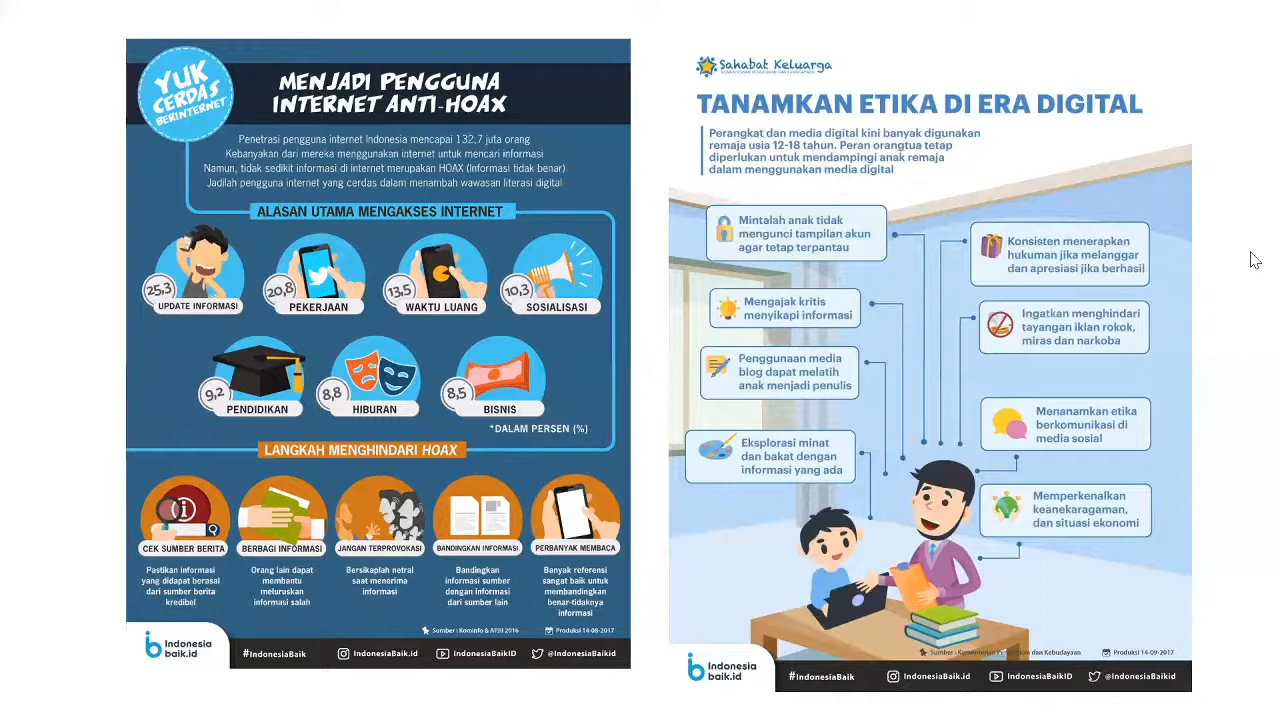 YUK
CERDAS
BERINTERNET
MENJADI PENGGUNA
INTERNET ANTI-HOAX
Penetrasi pengguna internet Indonesia mencapai 132,7 juta orang
Kebanyakan dari mereka menggunakan internet untuk mencari informasi
Namun, tidak sedikit informasi di internet merupakan HOAX (Informasi tidak benar)
Jadilah pengguna internet yang cerdas dalam menambah wawasan literasi digital
ALASAN UTAMA MENGAKSES INTERNET
25,3
UPDATE INFORMASI
20,8
PEKERJAAN
13,5
WAKTU LUANG
10,3
SOSIALISASI
9,2
PENDIDIKAN
8,8
HIBURAN
8,5
BISNIS
*DALAM PERSEN (%)
LANGKAH MENGHINDARI HOAX
CEK SUMBER BERITA
Pastikan informasi
yang didapat berasal
dari sumber berita
kredibel
BERBAGI INFORMASI
Orang lain dapat
membantu
meluruskan
informasi salah
JANGAN TERPROVOKASI
Bersikaplah netral
saat menerima
informasi
BANDINGKAN INFORMASI
Bandingkan
informasi sumber
dengan informasi
dari sumber lain
PERBANYAK MEMBACA
Banyak referensi
sangat baik untuk
membandingkan
benar-tidaknya
informasi
Sumber : Kominfo & APJII 2016
Produksi 14-08-2017
Indonesia
baik.id
#IndonesiaBaik
IndonesiaBaik.id
IndonesiaBaikID
@IndonesiaBaikid
Sahabat Keluarga
TANAMKAN ETIKA DI ERA DIGITAL
Perangkat dan media digital kini banyak digunakan
remaja usia 12-18 tahun. Peran orangtua tetap
diperlukan untuk mendampingi anak remaja
dalam menggunakan media digital
Mintalah anak tidak
mengunci tampilan akun
agar tetap terpantau
Mengajak kritis
menyikapi informasi
Penggunaan media
blog dapat melatih
anak menjadi penulis
Eksplorasi minat
dan bakat dengan
informasi yang ada
Konsisten menerapkan
hukuman jika melanggar
dan apresiasi jika berhasil
Ingatkan menghindari
tayangan iklan rokok,
miras dan narkoba
Menanamkan etika
berkomunikasi di
media sosial
Memperkenalkan
keanekaragaman,
dan situasi ekonomi
Sumber : Kementerian Pendidikan dan Kebudayaan
Produksi 14-09-2017
Indonesia
baik.id
#IndonesiaBaik
IndonesiaBaik.id
IndonesiaBaikID
@IndonesiaBaikid